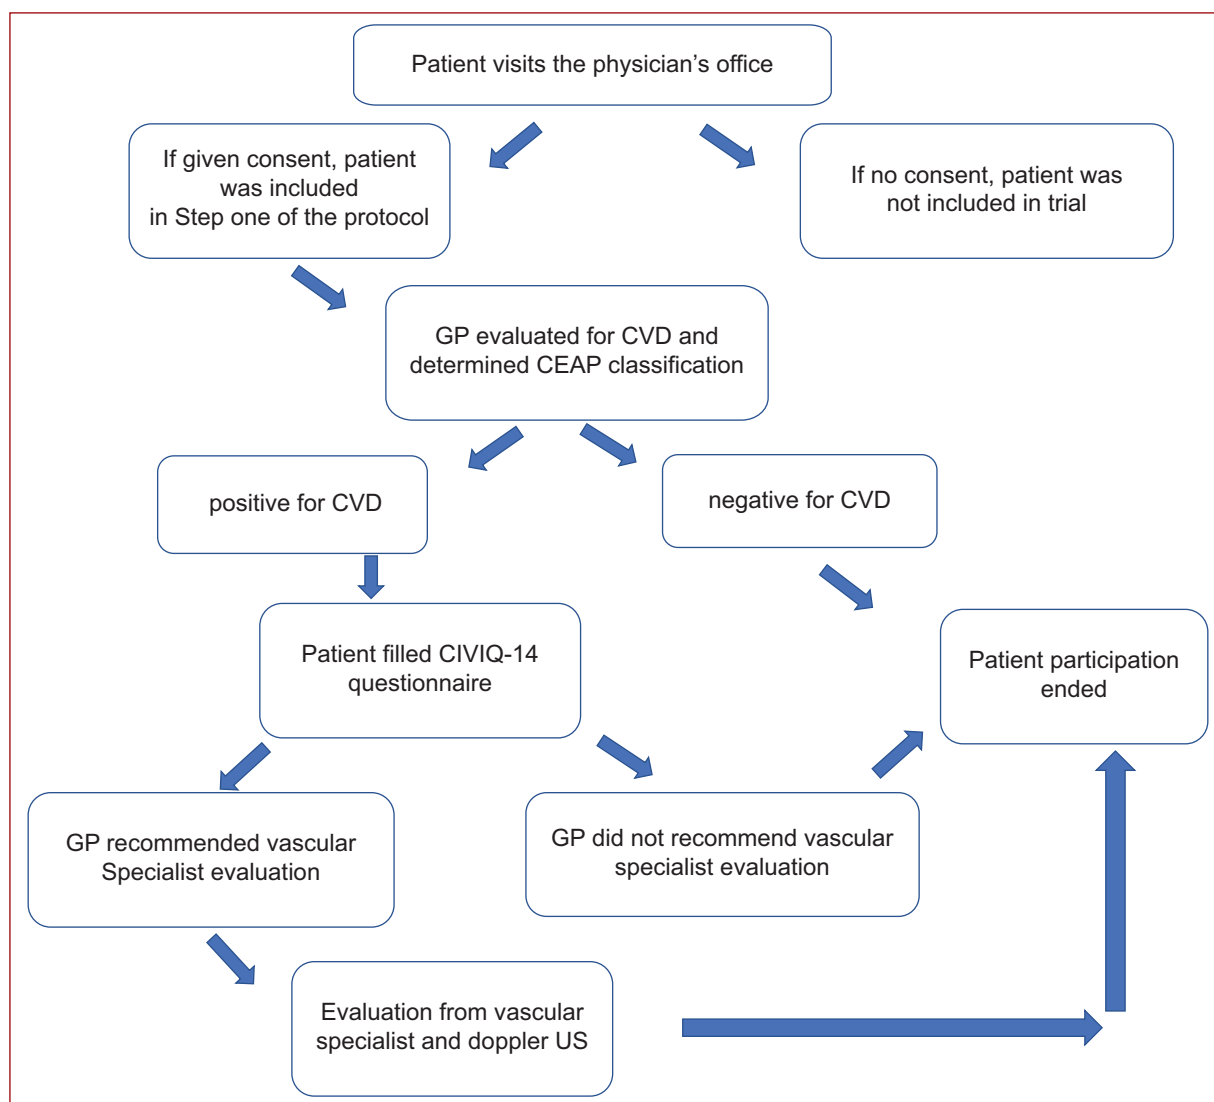 Patient visits the physician’s office
If given consent, patient
was included
in Step one of the protocol
If no consent, patient was
not included in trial
GP evaluated for CVD and
determined CEAP classification
positive for CVD
negative for CVD
Patient filled CIVIQ-14
questionnaire
Patient participation
ended
GP recommended vascular
Specialist evaluation
GP did not recommend vascular
specialist evaluation
Evaluation from vascular
specialist and doppler US